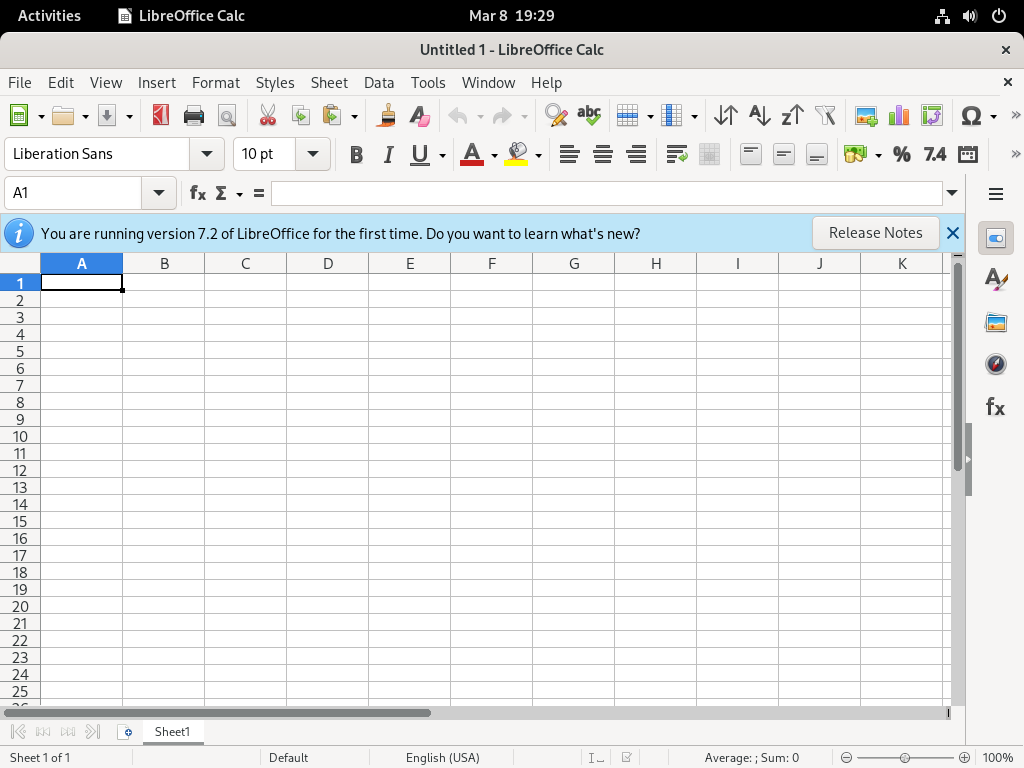 Activities LibreOffice Calc Mar 8 19:29
Untitled 1 - LibreOffice Calc
File Edit View Insert Format Styles Sheet Data Tools Window Help
abc A Z Z A Ω »
Liberation Sans 10 pt B I U A % 7.4 »
A1 fx Σ =
You are running version 7.2 of LibreOffice for the first time. Do you want to learn what's new? Release Notes
A B C D E F G H I J K
1
2
3
4
5
6
7
8
9
10
11
12
13
14
15
16
17
18
19
20
21
22
23
24
25
fx
Sheet1
Sheet 1 of 1 Default English (USA) Average: ; Sum: 0 100%